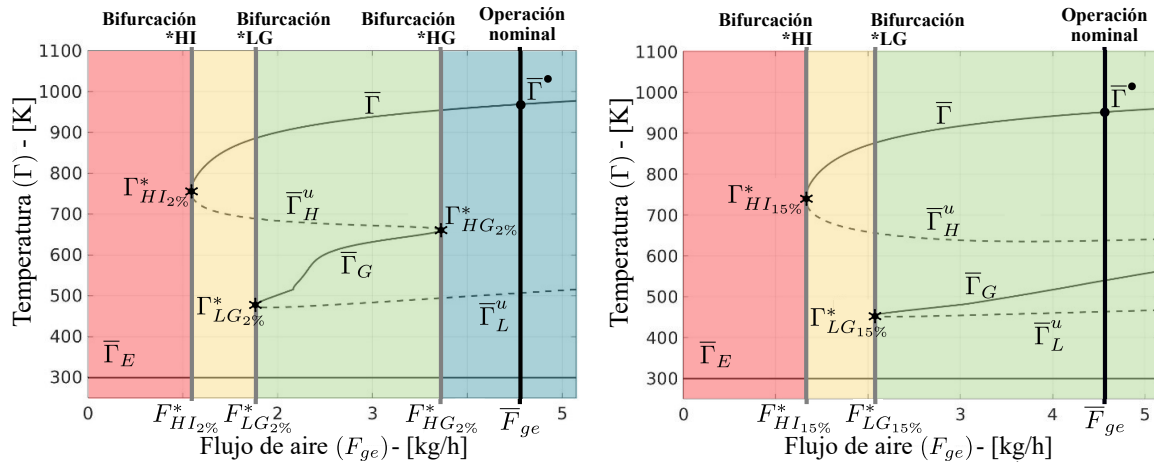 Bifurcación
*HI
Bifurcación
*LG
Bifurcación
*HG
Operación
nominal
1100
1000
900
800
700
600
500
400
300
Temperatura (Γ) - [K]
Γ̅
Γ̅•
Γ*HI2%
Γ̅ᵘH
Γ*HG2%
Γ̅G
Γ*LG2%
Γ̅ᵘL
Γ̅E
0 2 3 5
F*HI2% F*LG2% F*HG2% F̅ge
Flujo de aire (Fge) - [kg/h]
Bifurcación
*HI
Bifurcación
*LG
Operación
nominal
1100
1000
900
800
700
600
500
400
300
Temperatura (Γ) - [K]
Γ̅
Γ̅•
Γ*HI15%
Γ̅ᵘH
Γ̅G
Γ*LG15%
Γ̅ᵘL
Γ̅E
0 3 4 5
F*HI15% F*LG15% F̅ge
Flujo de aire (Fge) - [kg/h]